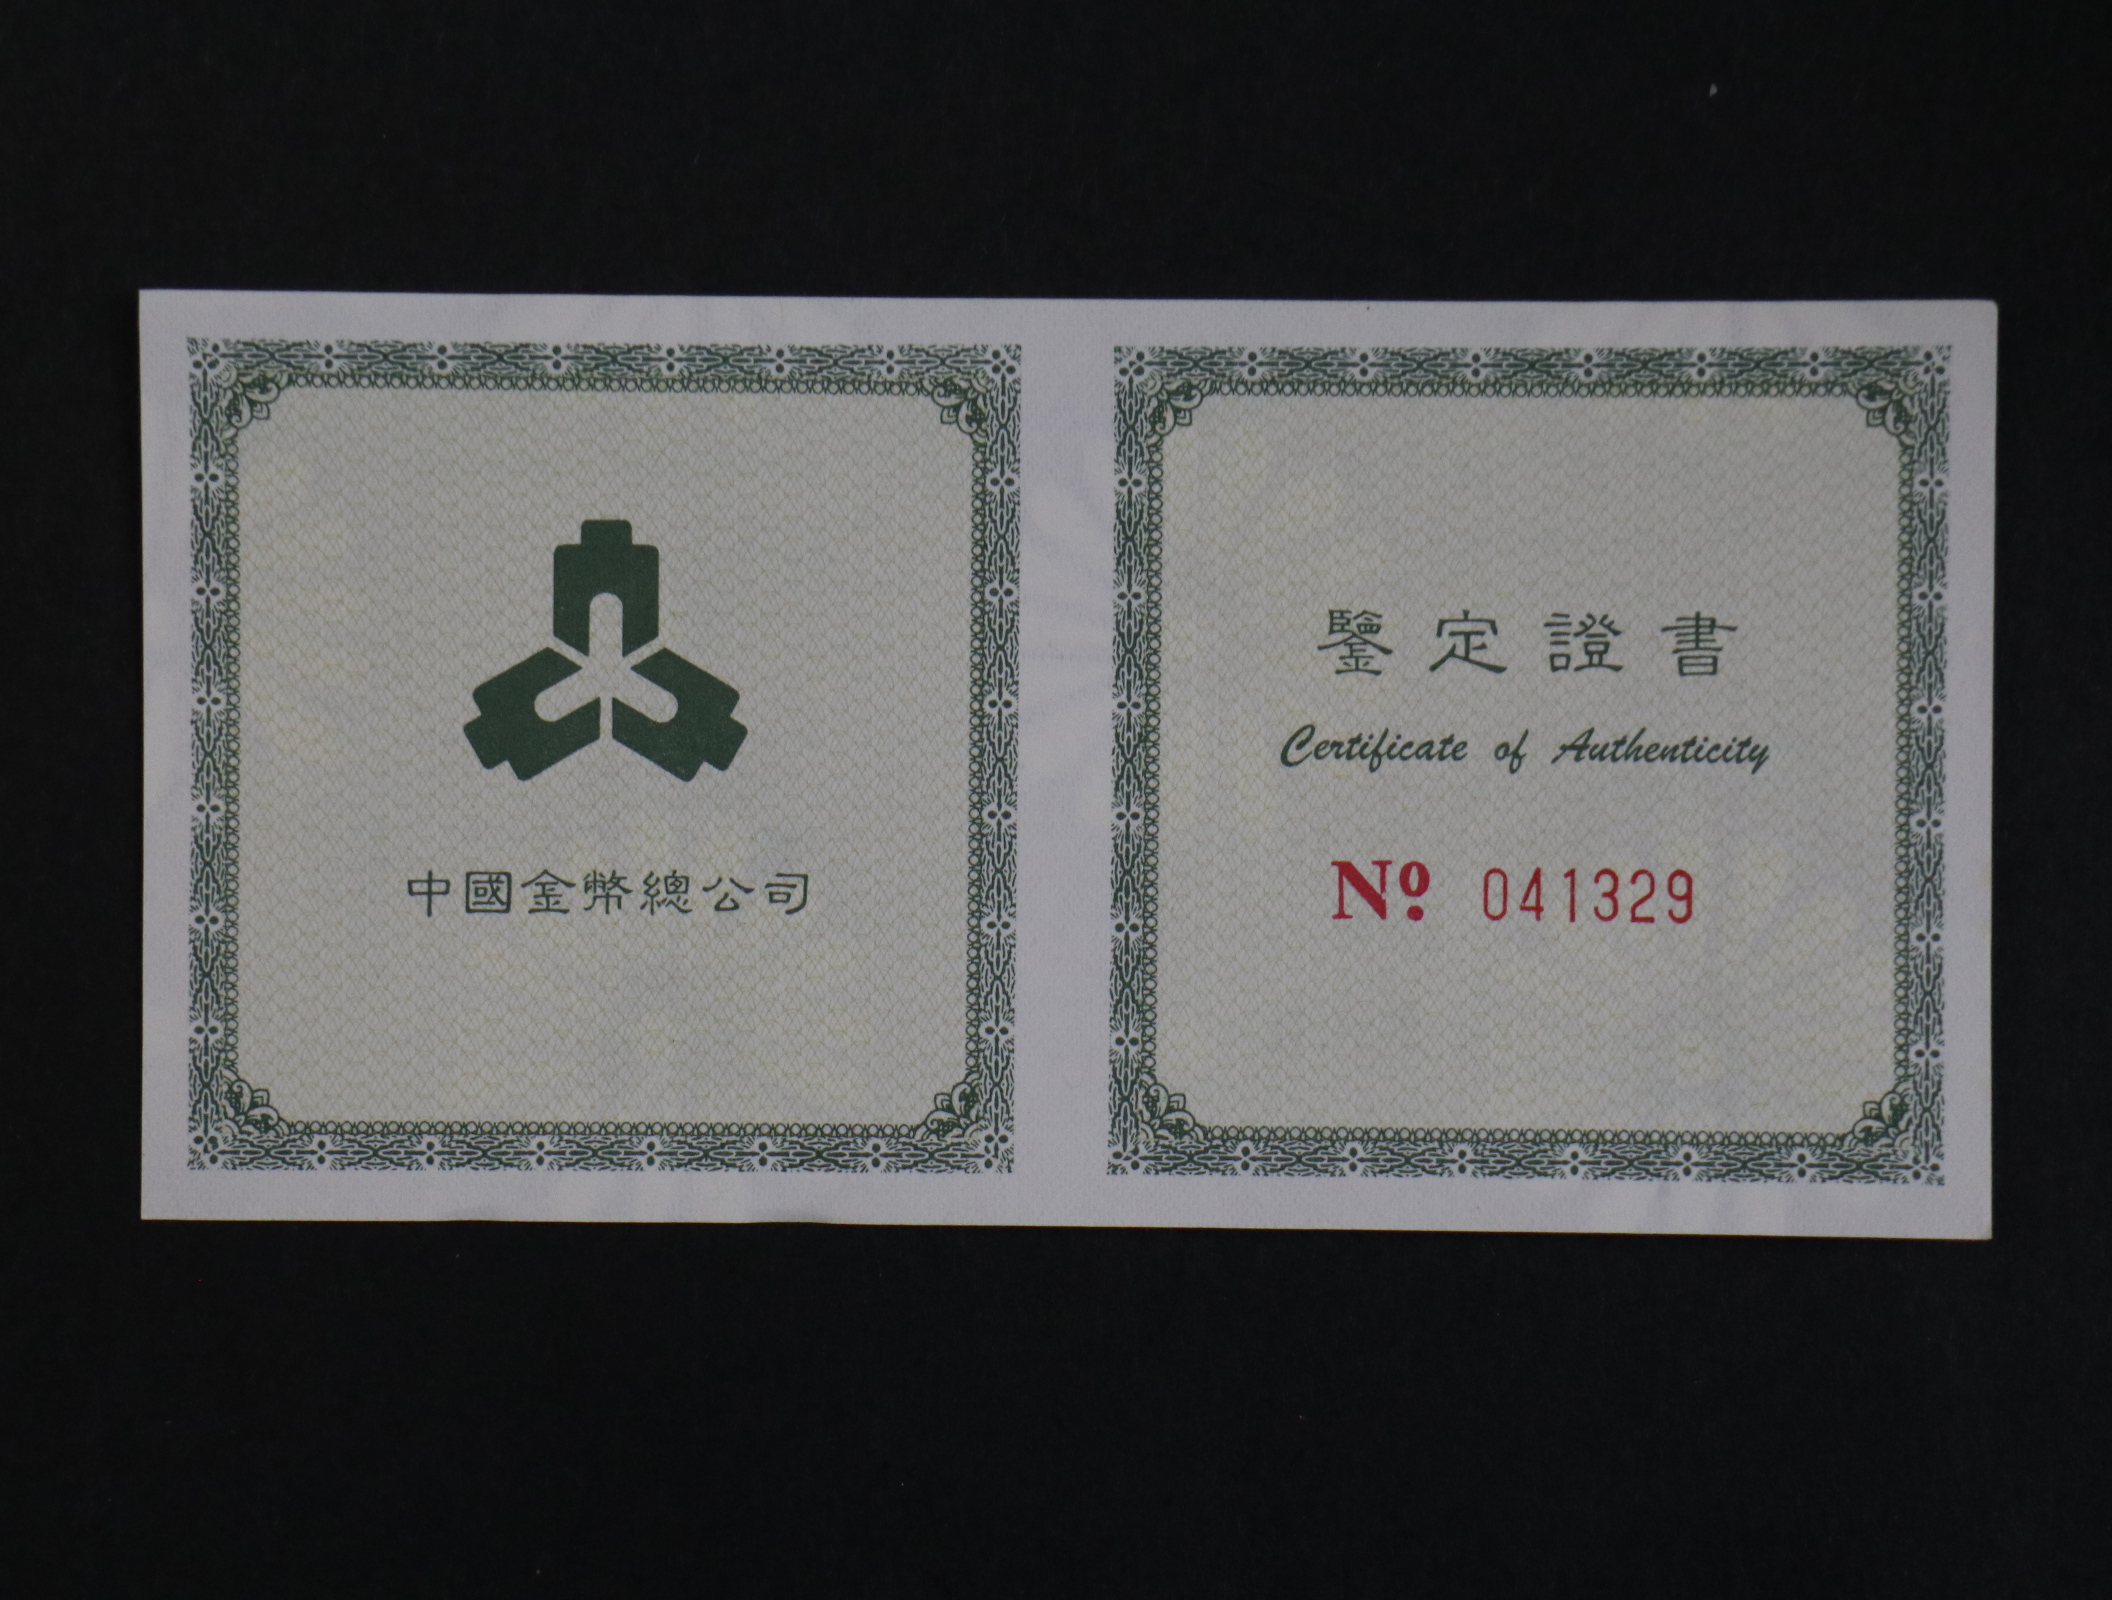 中國金幣總公司
鑒定證書
Certificate of Authenticity
Nº 041329